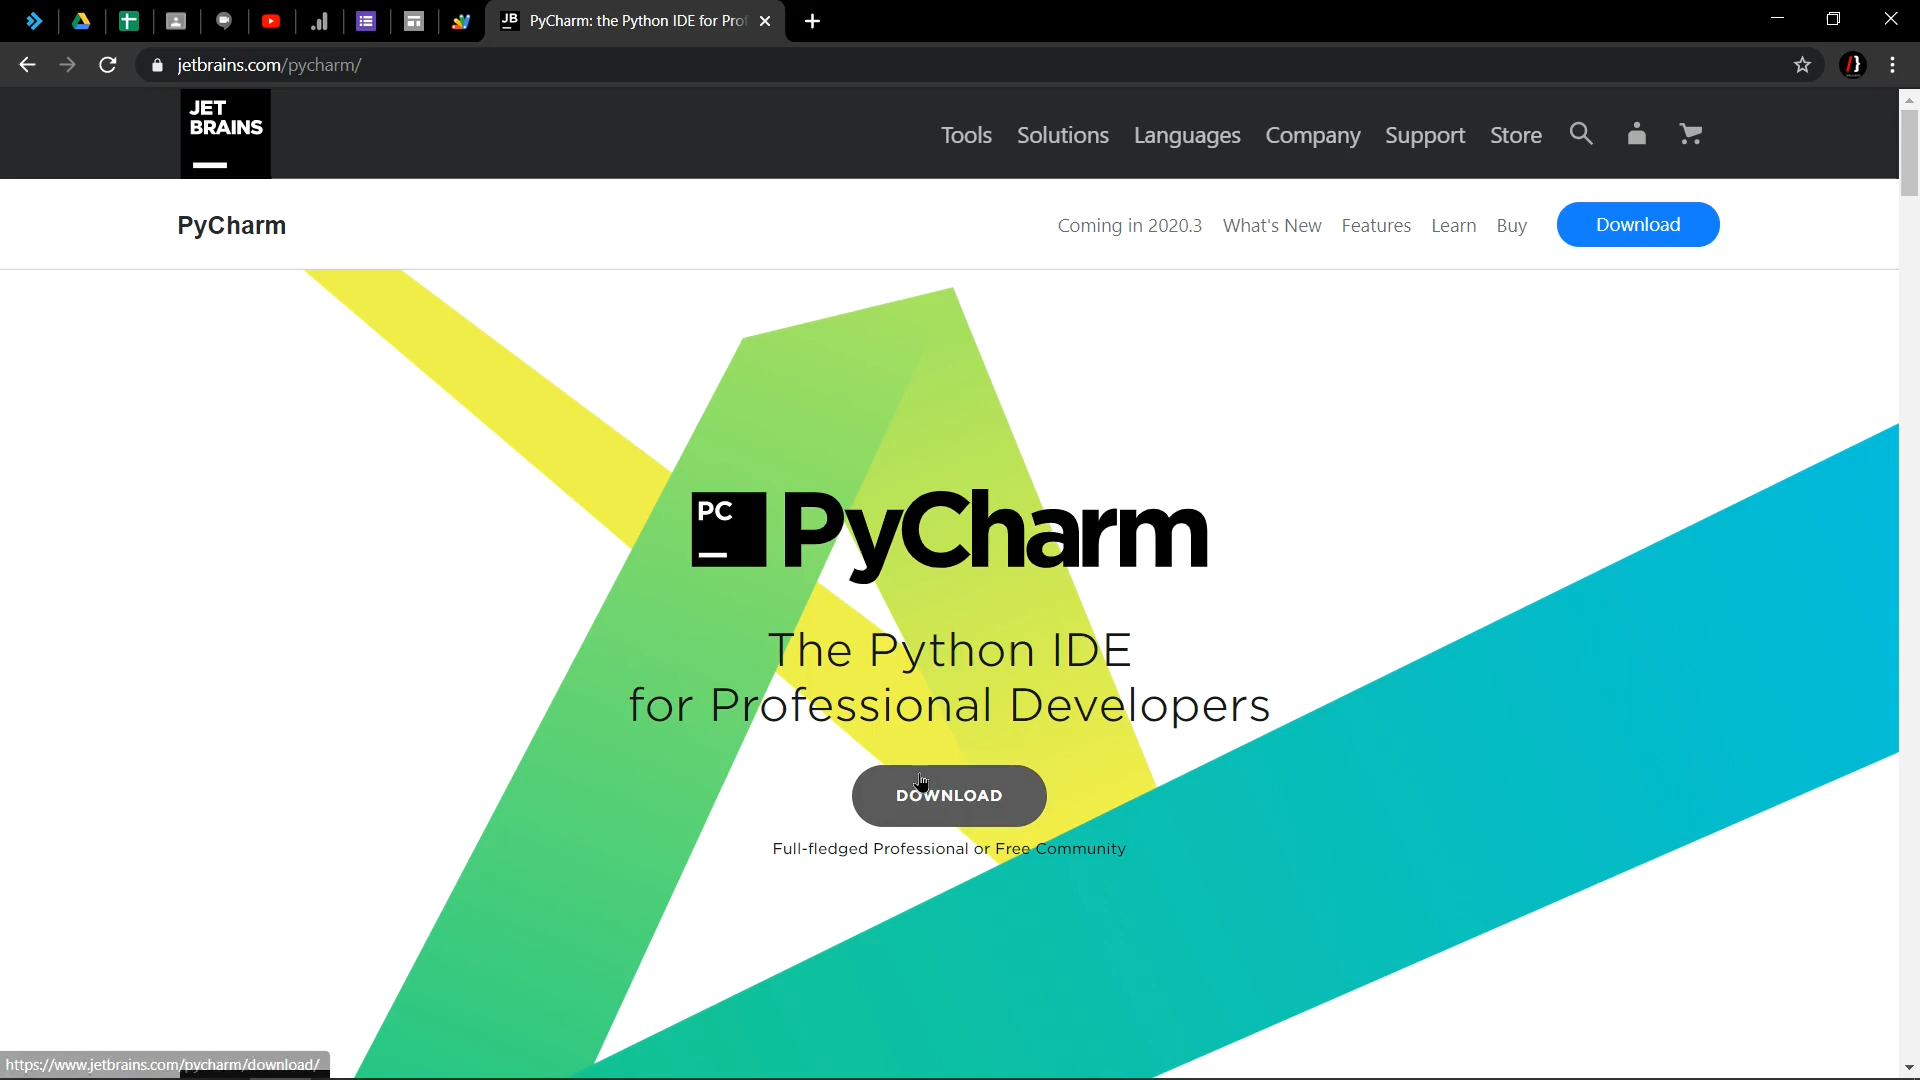 JB PyCharm: the Python IDE for Prof
jetbrains.com/pycharm/
JET
BRAINS
Tools Solutions Languages Company Support Store
PyCharm
Coming in 2020.3 What's New Features Learn Buy Download
PC PyCharm
The Python IDE
for Professional Developers
DOWNLOAD
Full-fledged Professional or Free Community
https://www.jetbrains.com/pycharm/download/